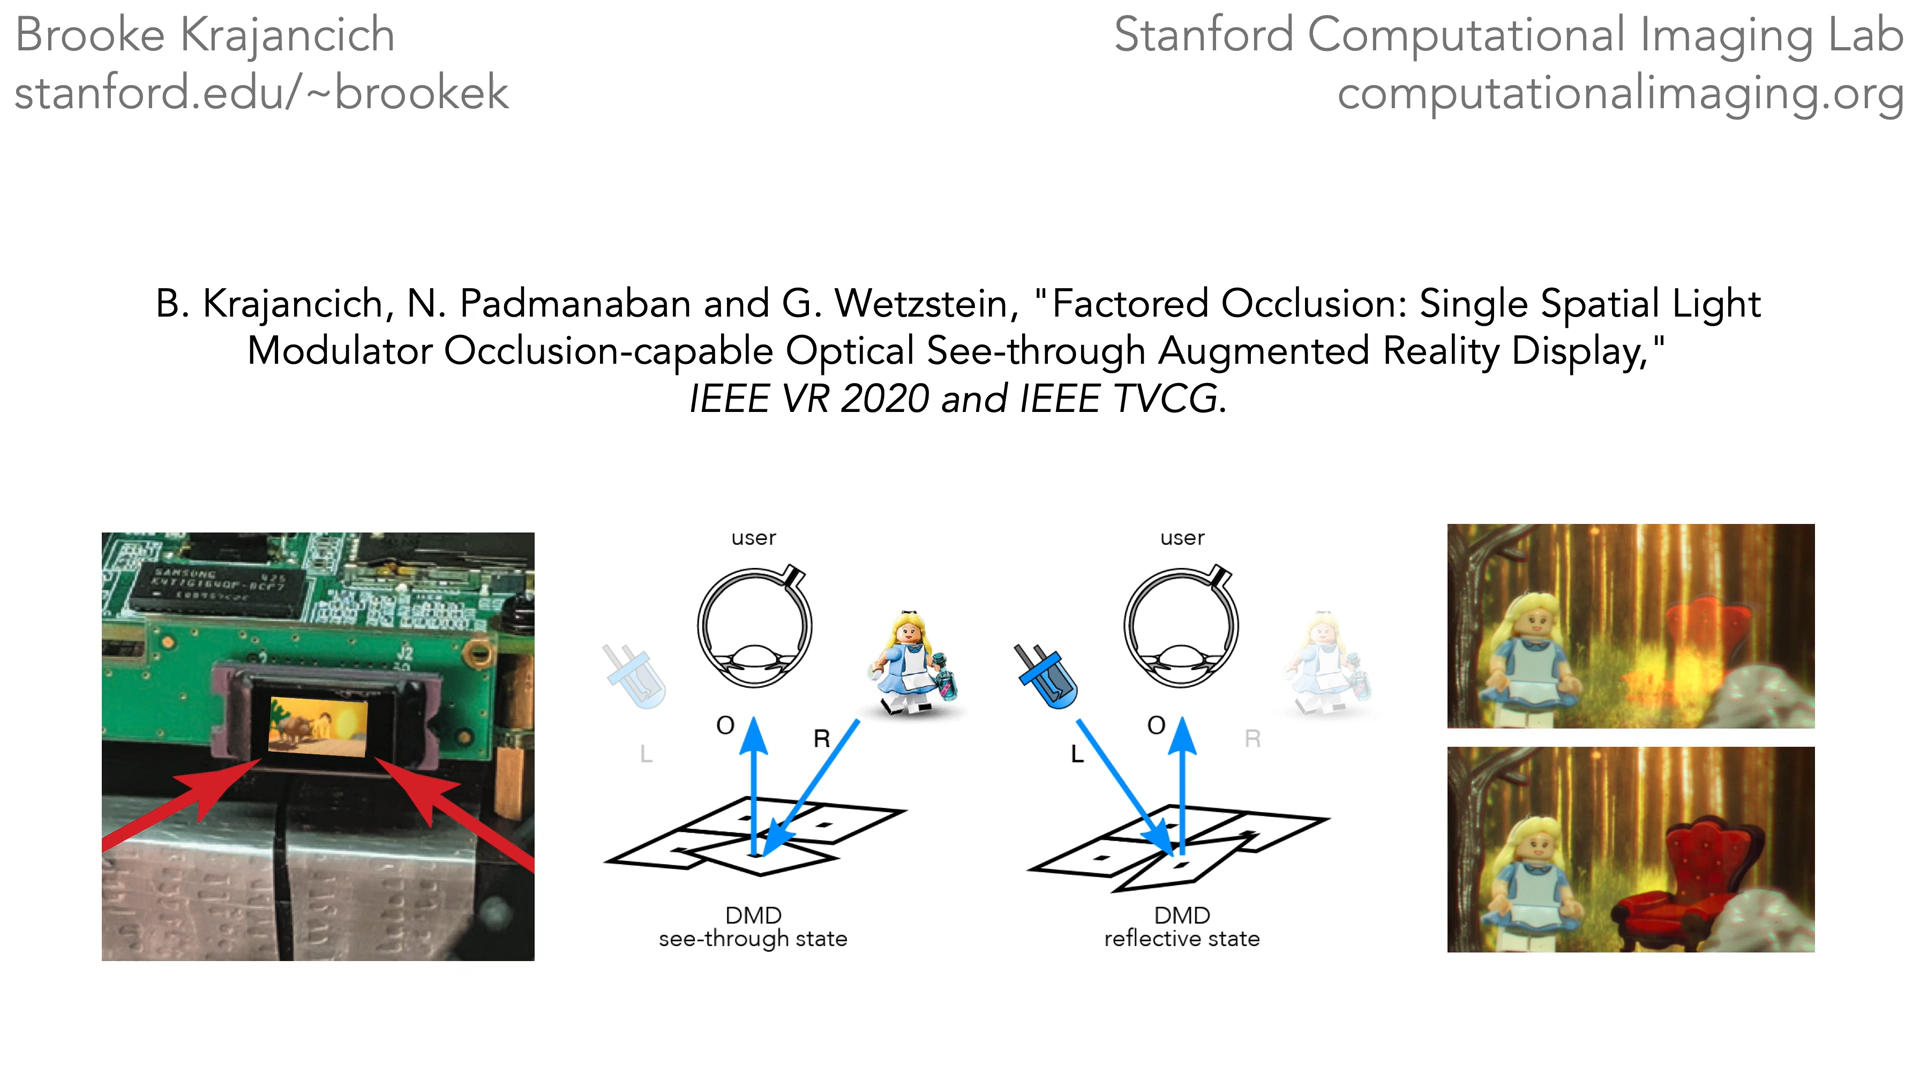 Brooke Krajancich
stanford.edu/~brookek
Stanford Computational Imaging Lab
computationalimaging.org
B. Krajancich, N. Padmanaban and G. Wetzstein, "Factored Occlusion: Single Spatial Light
Modulator Occlusion-capable Optical See-through Augmented Reality Display,"
IEEE VR 2020 and IEEE TVCG.
SAMSUNG
J2
user
O
R
L
DMD
see-through state
user
L
O
R
DMD
reflective state